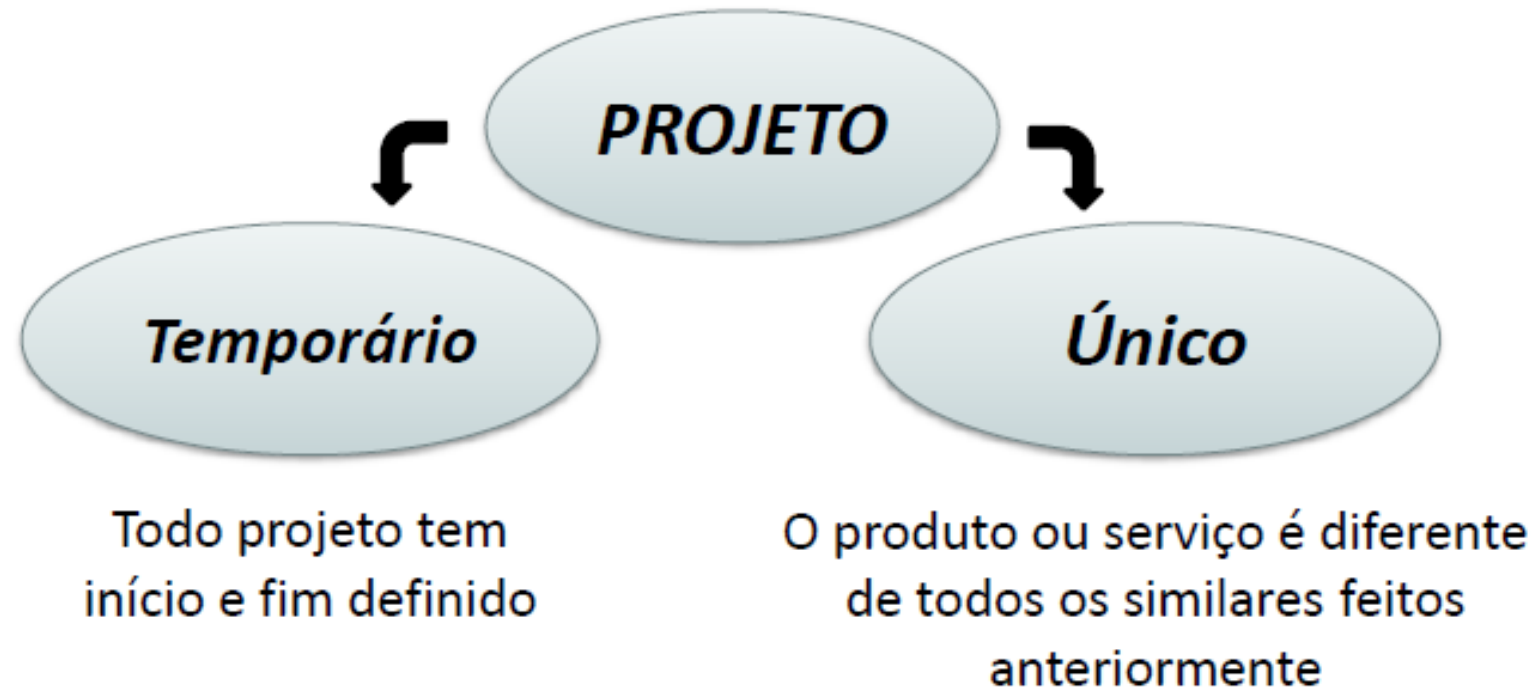 PROJETO
Temporário
Único
Todo projeto tem
início e fim definido
O produto ou serviço é diferente
de todos os similares feitos
anteriormente